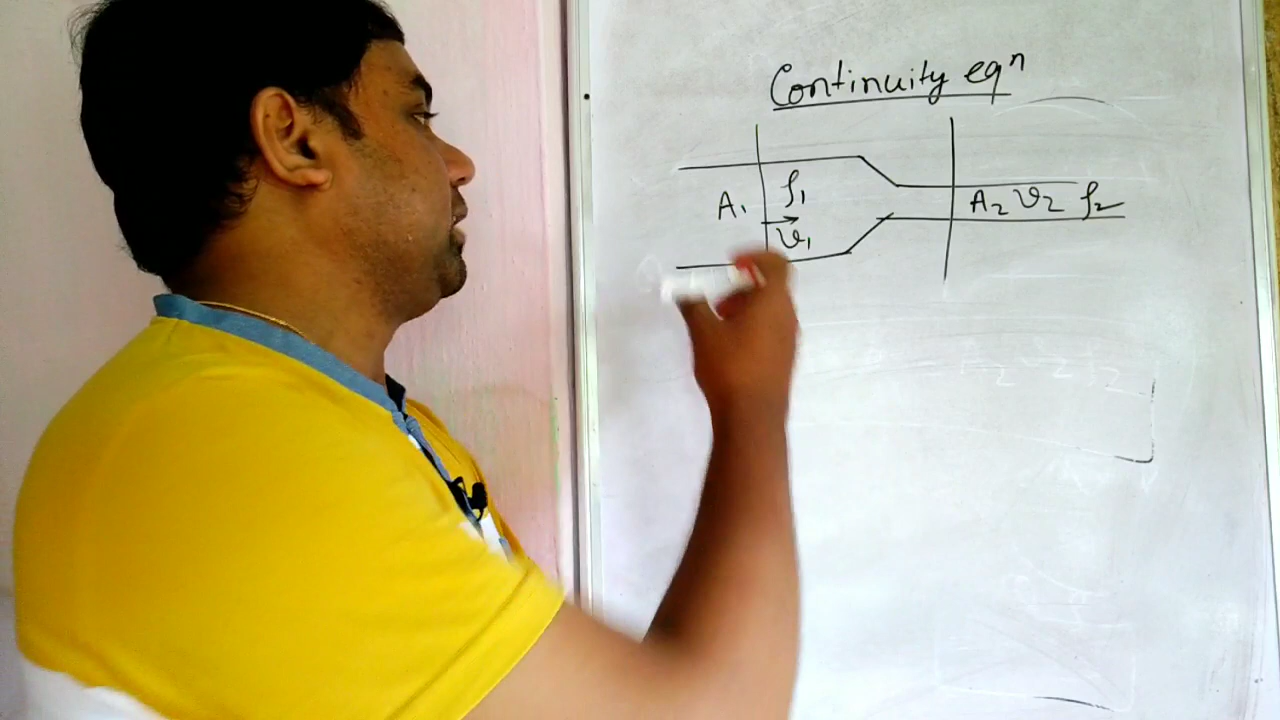 Continuity eqⁿ
A₁ ρ₁
v₁
A₂ v₂ ρ₂